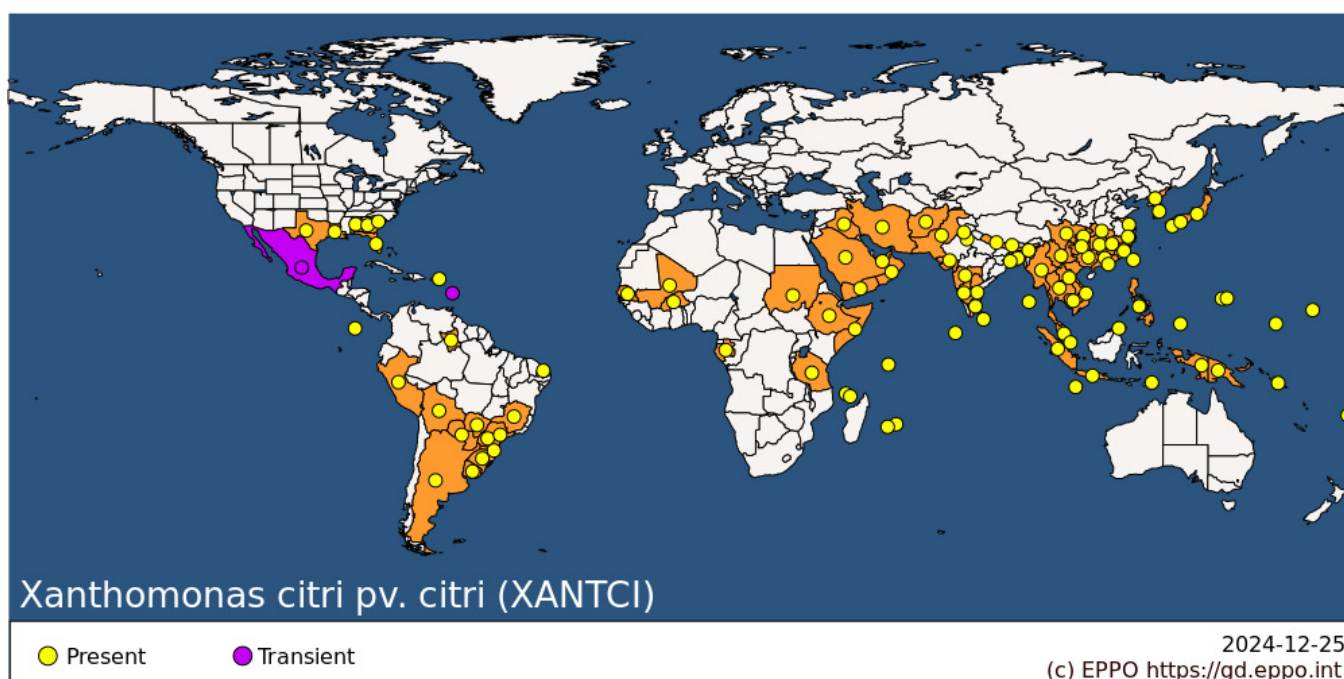 Xanthomonas citri pv. citri (XANTCI)
Present
Transient
2024-12-25
(c) EPPO https://gd.eppo.int